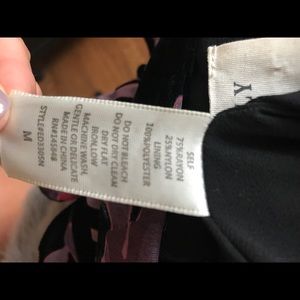 SELF
75%RAYON
25%NYLON
LINING
100%POLYESTER
DO NOT BLEACH
DO NOT DRY CLEAN
DRY FLAT
IRON LOW
MACHINE WASH
GENTLE OR DELICATE
MADE IN CHINA
M